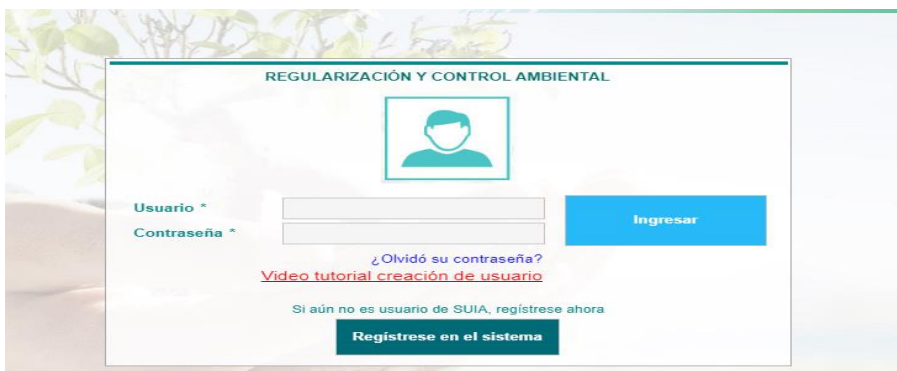 REGULARIZACIÓN Y CONTROL AMBIENTAL
Usuario *
Ingresar
Contraseña *
¿Olvidó su contraseña?
Video tutorial creación de usuario
Si aún no es usuario de SUIA, regístrese ahora
Regístrese en el sistema